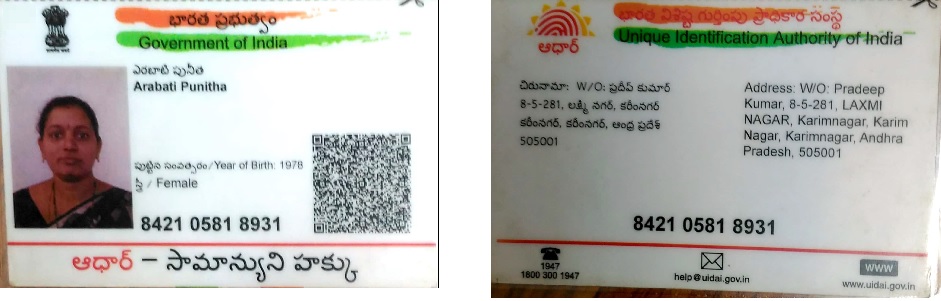 భారత ప్రభుత్వం
Government of India
ఎరబాటి పునీత
Arabati Punitha
పుట్టిన సంవత్సరం/Year of Birth: 1978
స్త్రీ / Female
8421 0581 8931
ఆధార్ – సామాన్యుని హక్కు
భారత విశిష్ట గుర్తింపు ప్రాధికార సంస్థ
Unique Identification Authority of India
ఆధార్
చిరునామా: W/O: ప్రదీప్ కుమార్
8-5-281, లక్ష్మి నగర్, కరీంనగర్
కరీంనగర్, కరీంనగర్, ఆంధ్ర ప్రదేశ్
505001
Address: W/O: Pradeep
Kumar, 8-5-281, LAXMI
NAGAR, Karimnagar, Karim
Nagar, Karimnagar, Andhra
Pradesh, 505001
8421 0581 8931
1947
1800 300 1947
help@uidai.gov.in
WWW
www.uidai.gov.in